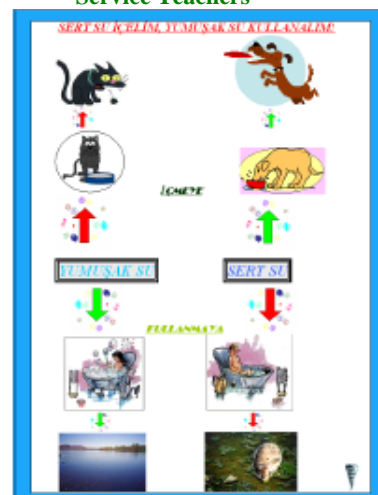 Service Teachers
SERT SU İÇELİM, YUMUŞAK SU KULLANALIM!
İÇMEYE
YUMUŞAK SU
SERT SU
KULLANMAYA